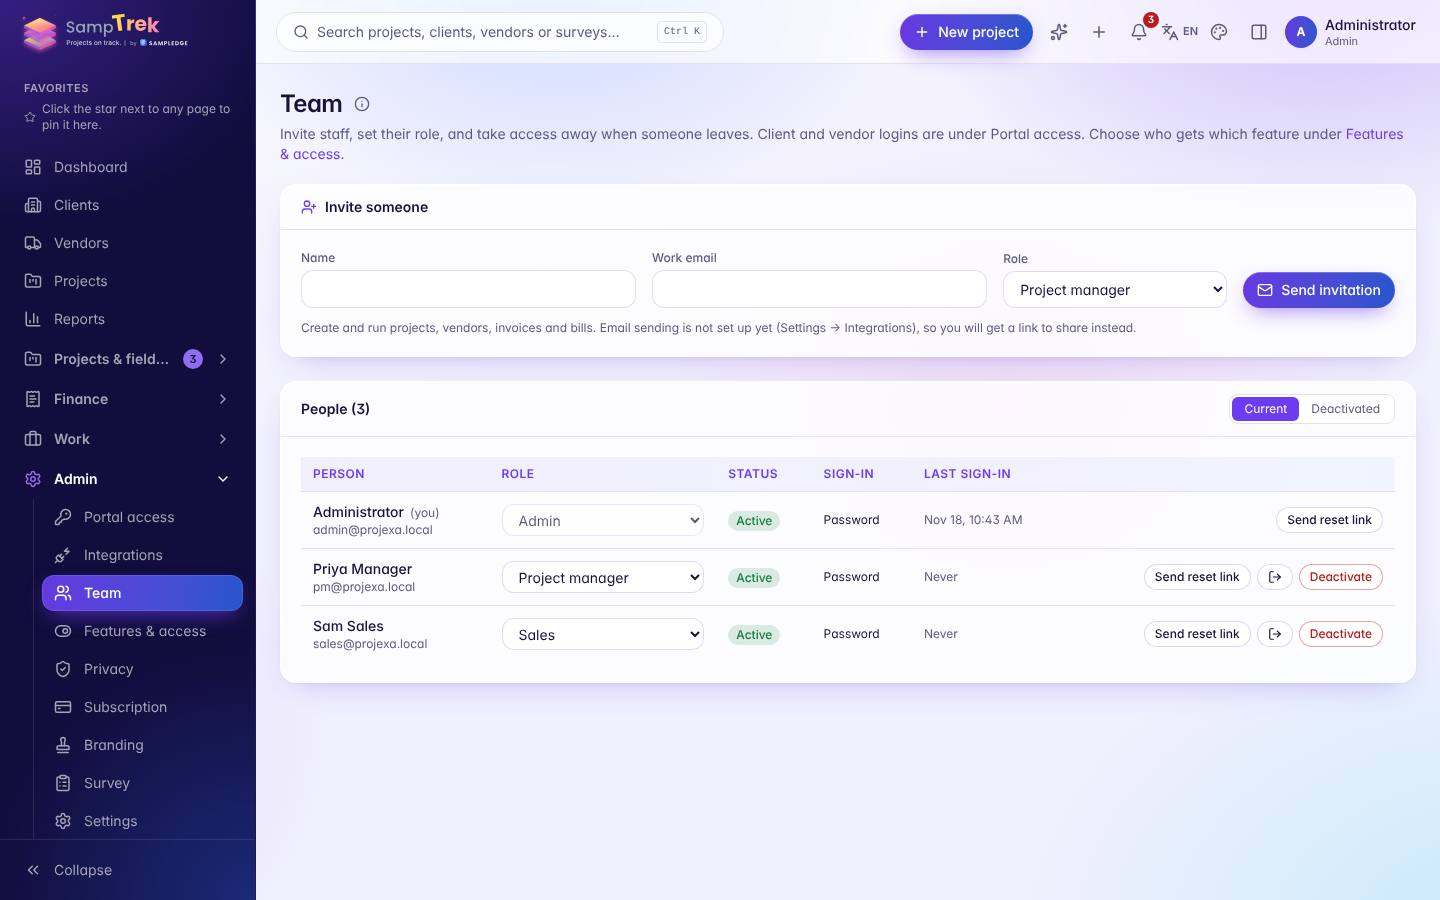 SampTrek
Projects on track. | by SAMPLEDGE
Search projects, clients, vendors or surveys...
Ctrl K
New project
3
EN
A
Administrator
Admin
FAVORITES
Click the star next to any page to
pin it here.
Dashboard
Clients
Vendors
Projects
Reports
Projects & field...
3
Finance
Work
Admin
Portal access
Integrations
Team
Features & access
Privacy
Subscription
Branding
Survey
Settings
Collapse
Team
Invite staff, set their role, and take access away when someone leaves. Client and vendor logins are under Portal access. Choose who gets which feature under Features
& access.
Invite someone
Name
Work email
Role
Project manager
Send invitation
Create and run projects, vendors, invoices and bills. Email sending is not set up yet (Settings → Integrations), so you will get a link to share instead.
People (3)
Current
Deactivated
PERSON ROLE STATUS SIGN-IN LAST SIGN-IN
Administrator (you)
admin@projexa.local
Admin
Active
Password
Nov 18, 10:43 AM
Send reset link
Priya Manager
pm@projexa.local
Project manager
Active
Password
Never
Send reset link
Deactivate
Sam Sales
sales@projexa.local
Sales
Active
Password
Never
Send reset link
Deactivate